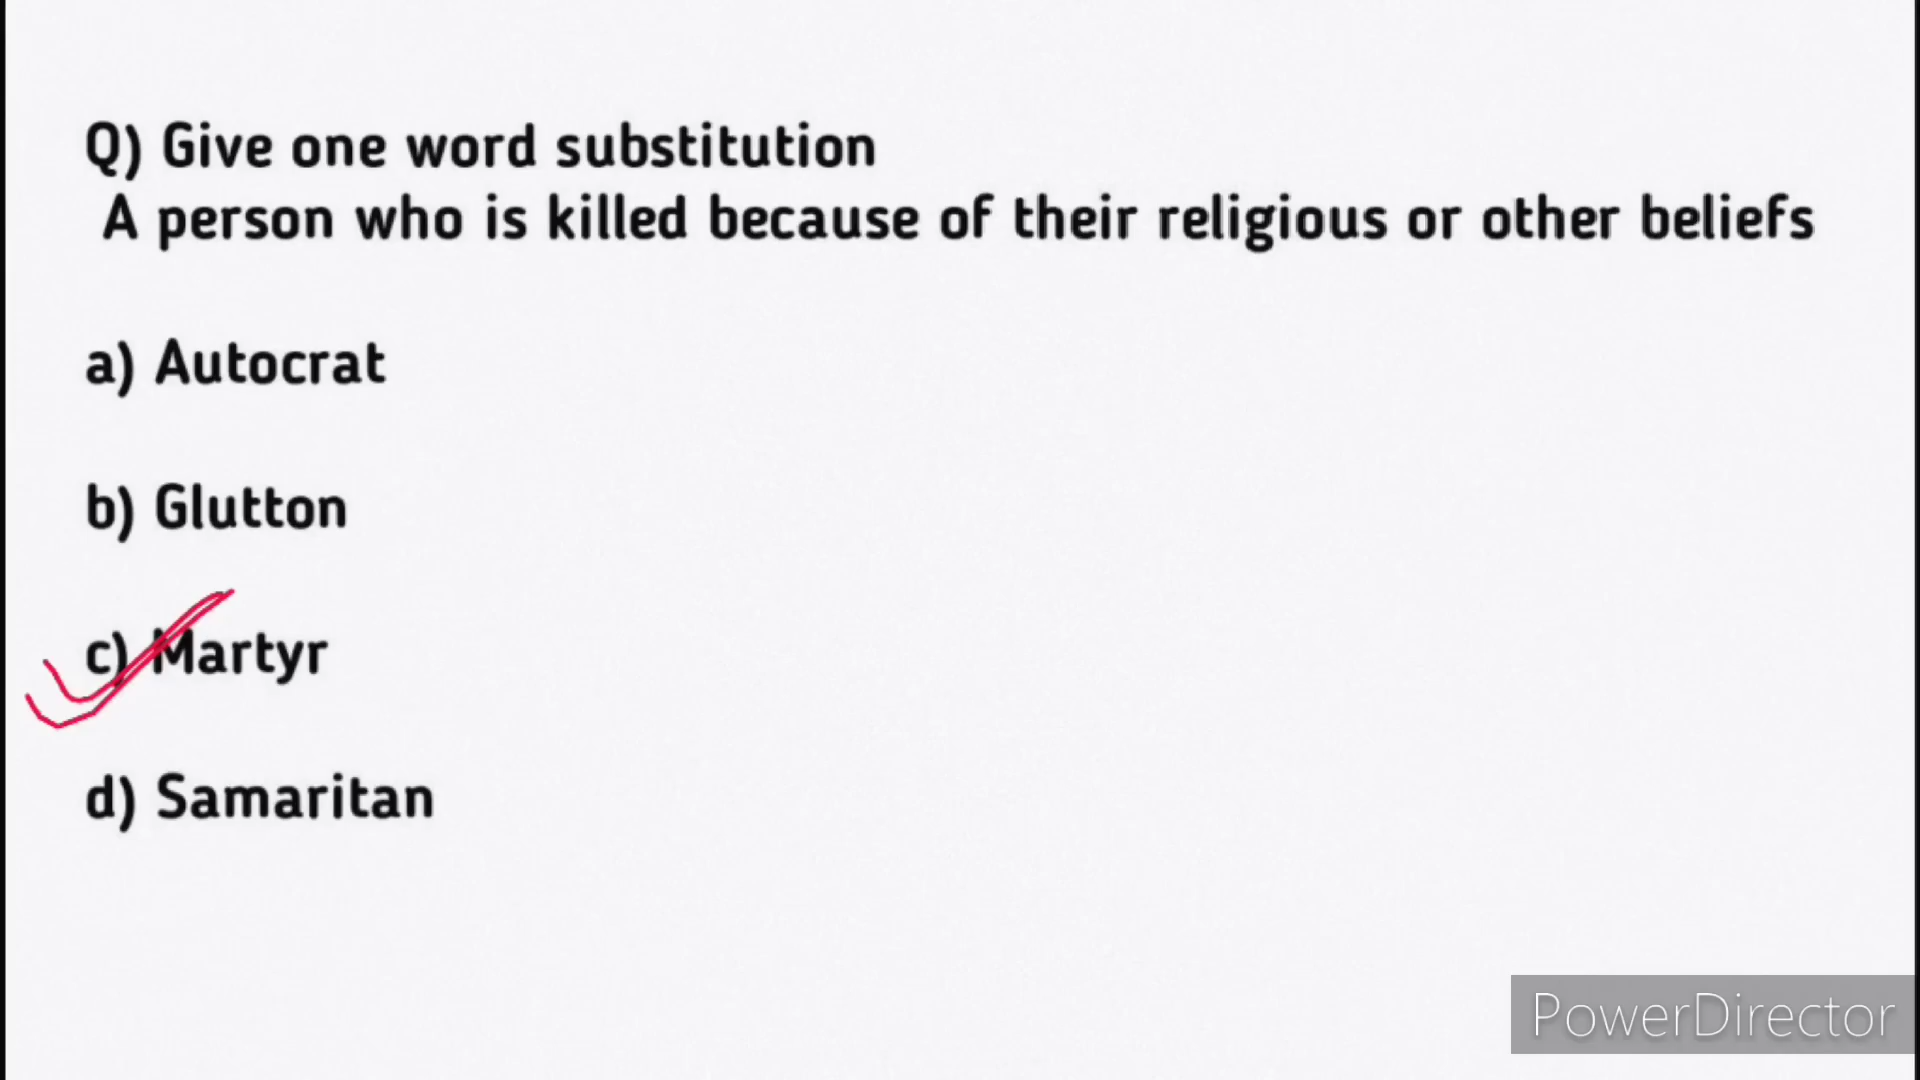 Q) Give one word substitution
A person who is killed because of their religious or other beliefs
a) Autocrat
b) Glutton
c) Martyr
d) Samaritan
PowerDirector